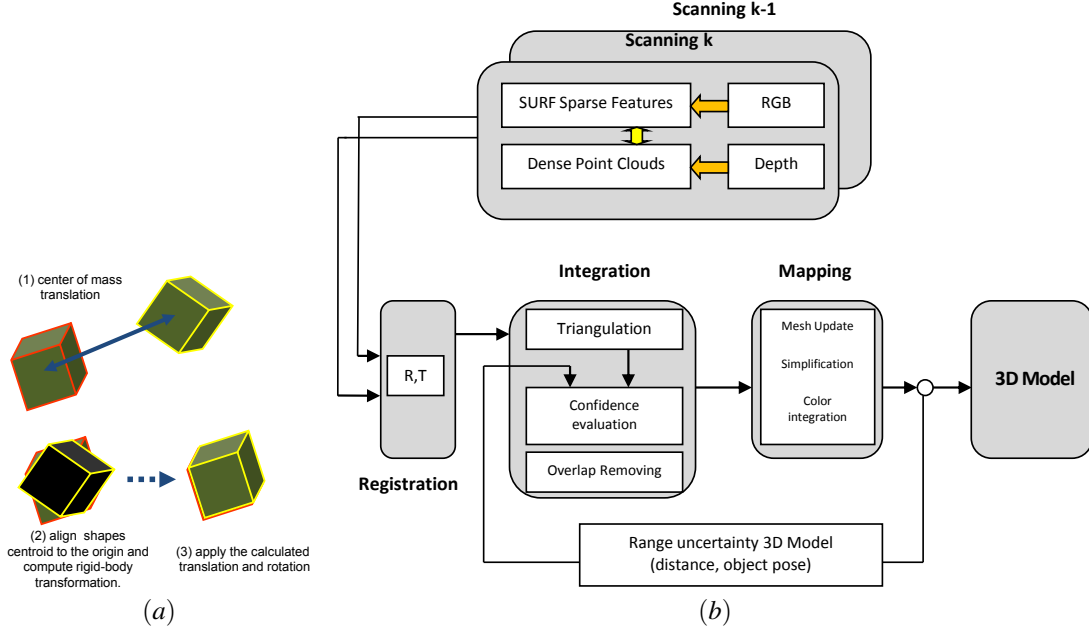 Scanning k-1
Scanning k
SURF Sparse Features
RGB
Dense Point Clouds
Depth
(1) center of mass
translation
(2) align shapes
centroid to the origin and
compute rigid-body
transformation.
(3) apply the calculated
translation and rotation
(a)
R,T
Registration
Integration
Triangulation
Confidence
evaluation
Overlap Removing
Mapping
Mesh Update
Simplification
Color
integration
3D Model
Range uncertainty 3D Model
(distance, object pose)
(b)